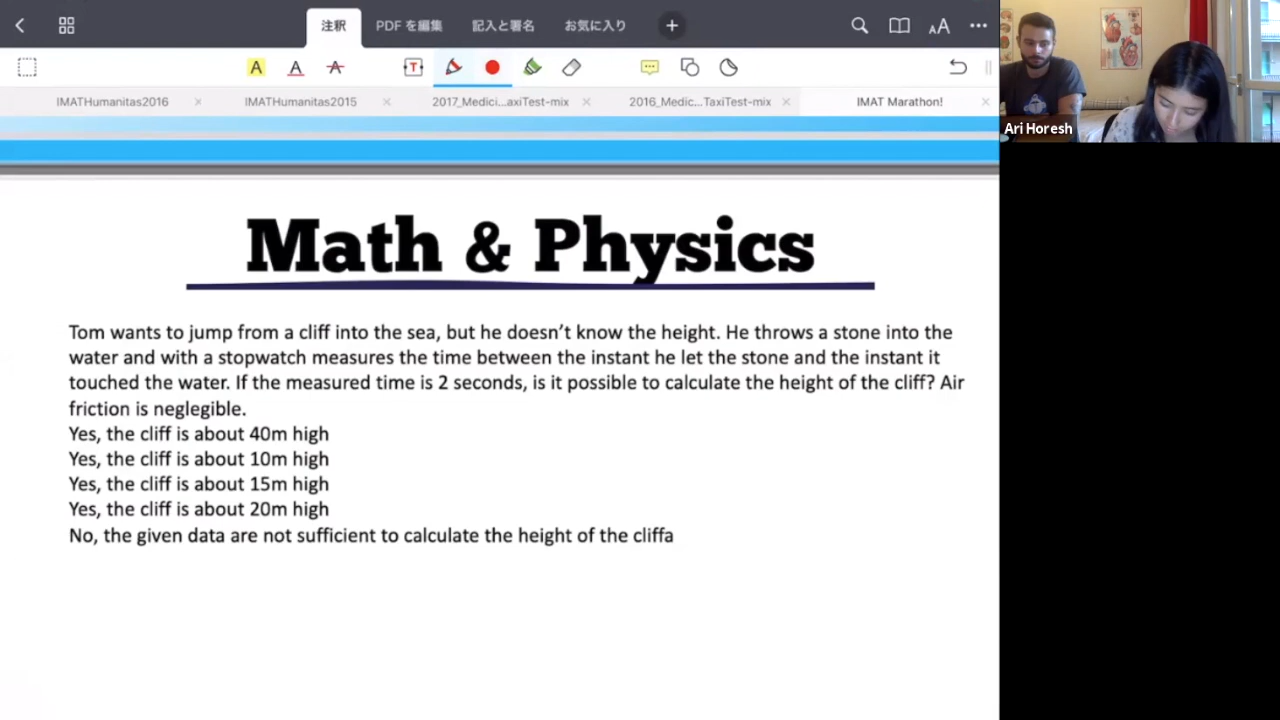 注釈 PDF を編集 記入と署名 お気に入り
IMATHumanitas2016 IMATHumanitas2015 2017_Medici...axiTest-mix 2016_Medic...TaxiTest-mix IMAT Marathon!
Ari Horesh
Math & Physics
Tom wants to jump from a cliff into the sea, but he doesn't know the height. He throws a stone into the
water and with a stopwatch measures the time between the instant he let the stone and the instant it
touched the water. If the measured time is 2 seconds, is it possible to calculate the height of the cliff? Air
friction is neglegible.
Yes, the cliff is about 40m high
Yes, the cliff is about 10m high
Yes, the cliff is about 15m high
Yes, the cliff is about 20m high
No, the given data are not sufficient to calculate the height of the cliffa